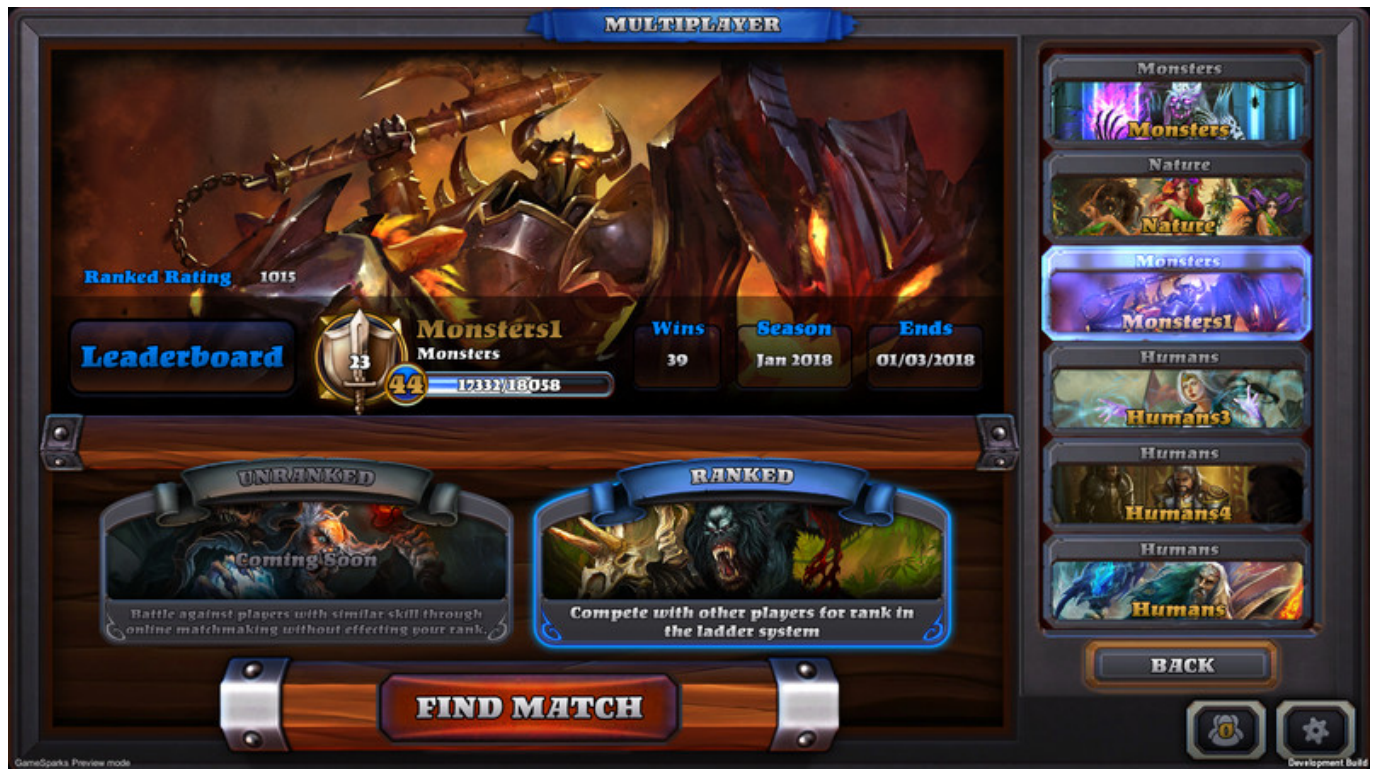 MULTIPLAYER
Ranked Rating 1015
Leaderboard
23
44
Monsters1
Monsters
17332/18058
Wins
39
Season
Jan 2018
Ends
01/03/2018
UNRANKED
Coming Soon
Battle against players with similar skill through
online matchmaking without effecting your rank.
RANKED
Compete with other players for rank in
the ladder system
FIND MATCH
Monsters
Monsters
Nature
Nature
Monsters
Monsters1
Humans
Humans3
Humans
Humans4
Humans
Humans
BACK
0
GameSparks Preview mode
Development Build